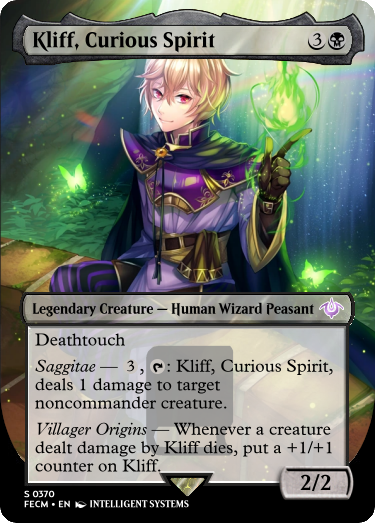 Kliff, Curious Spirit 3
Legendary Creature — Human Wizard Peasant
Deathtouch
Saggitae — 3 , : Kliff, Curious Spirit,
deals 1 damage to target
noncommander creature.
Villager Origins — Whenever a creature
dealt damage by Kliff dies, put a +1/+1
counter on Kliff.
2/2
S 0370
FECM • EN INTELLIGENT SYSTEMS